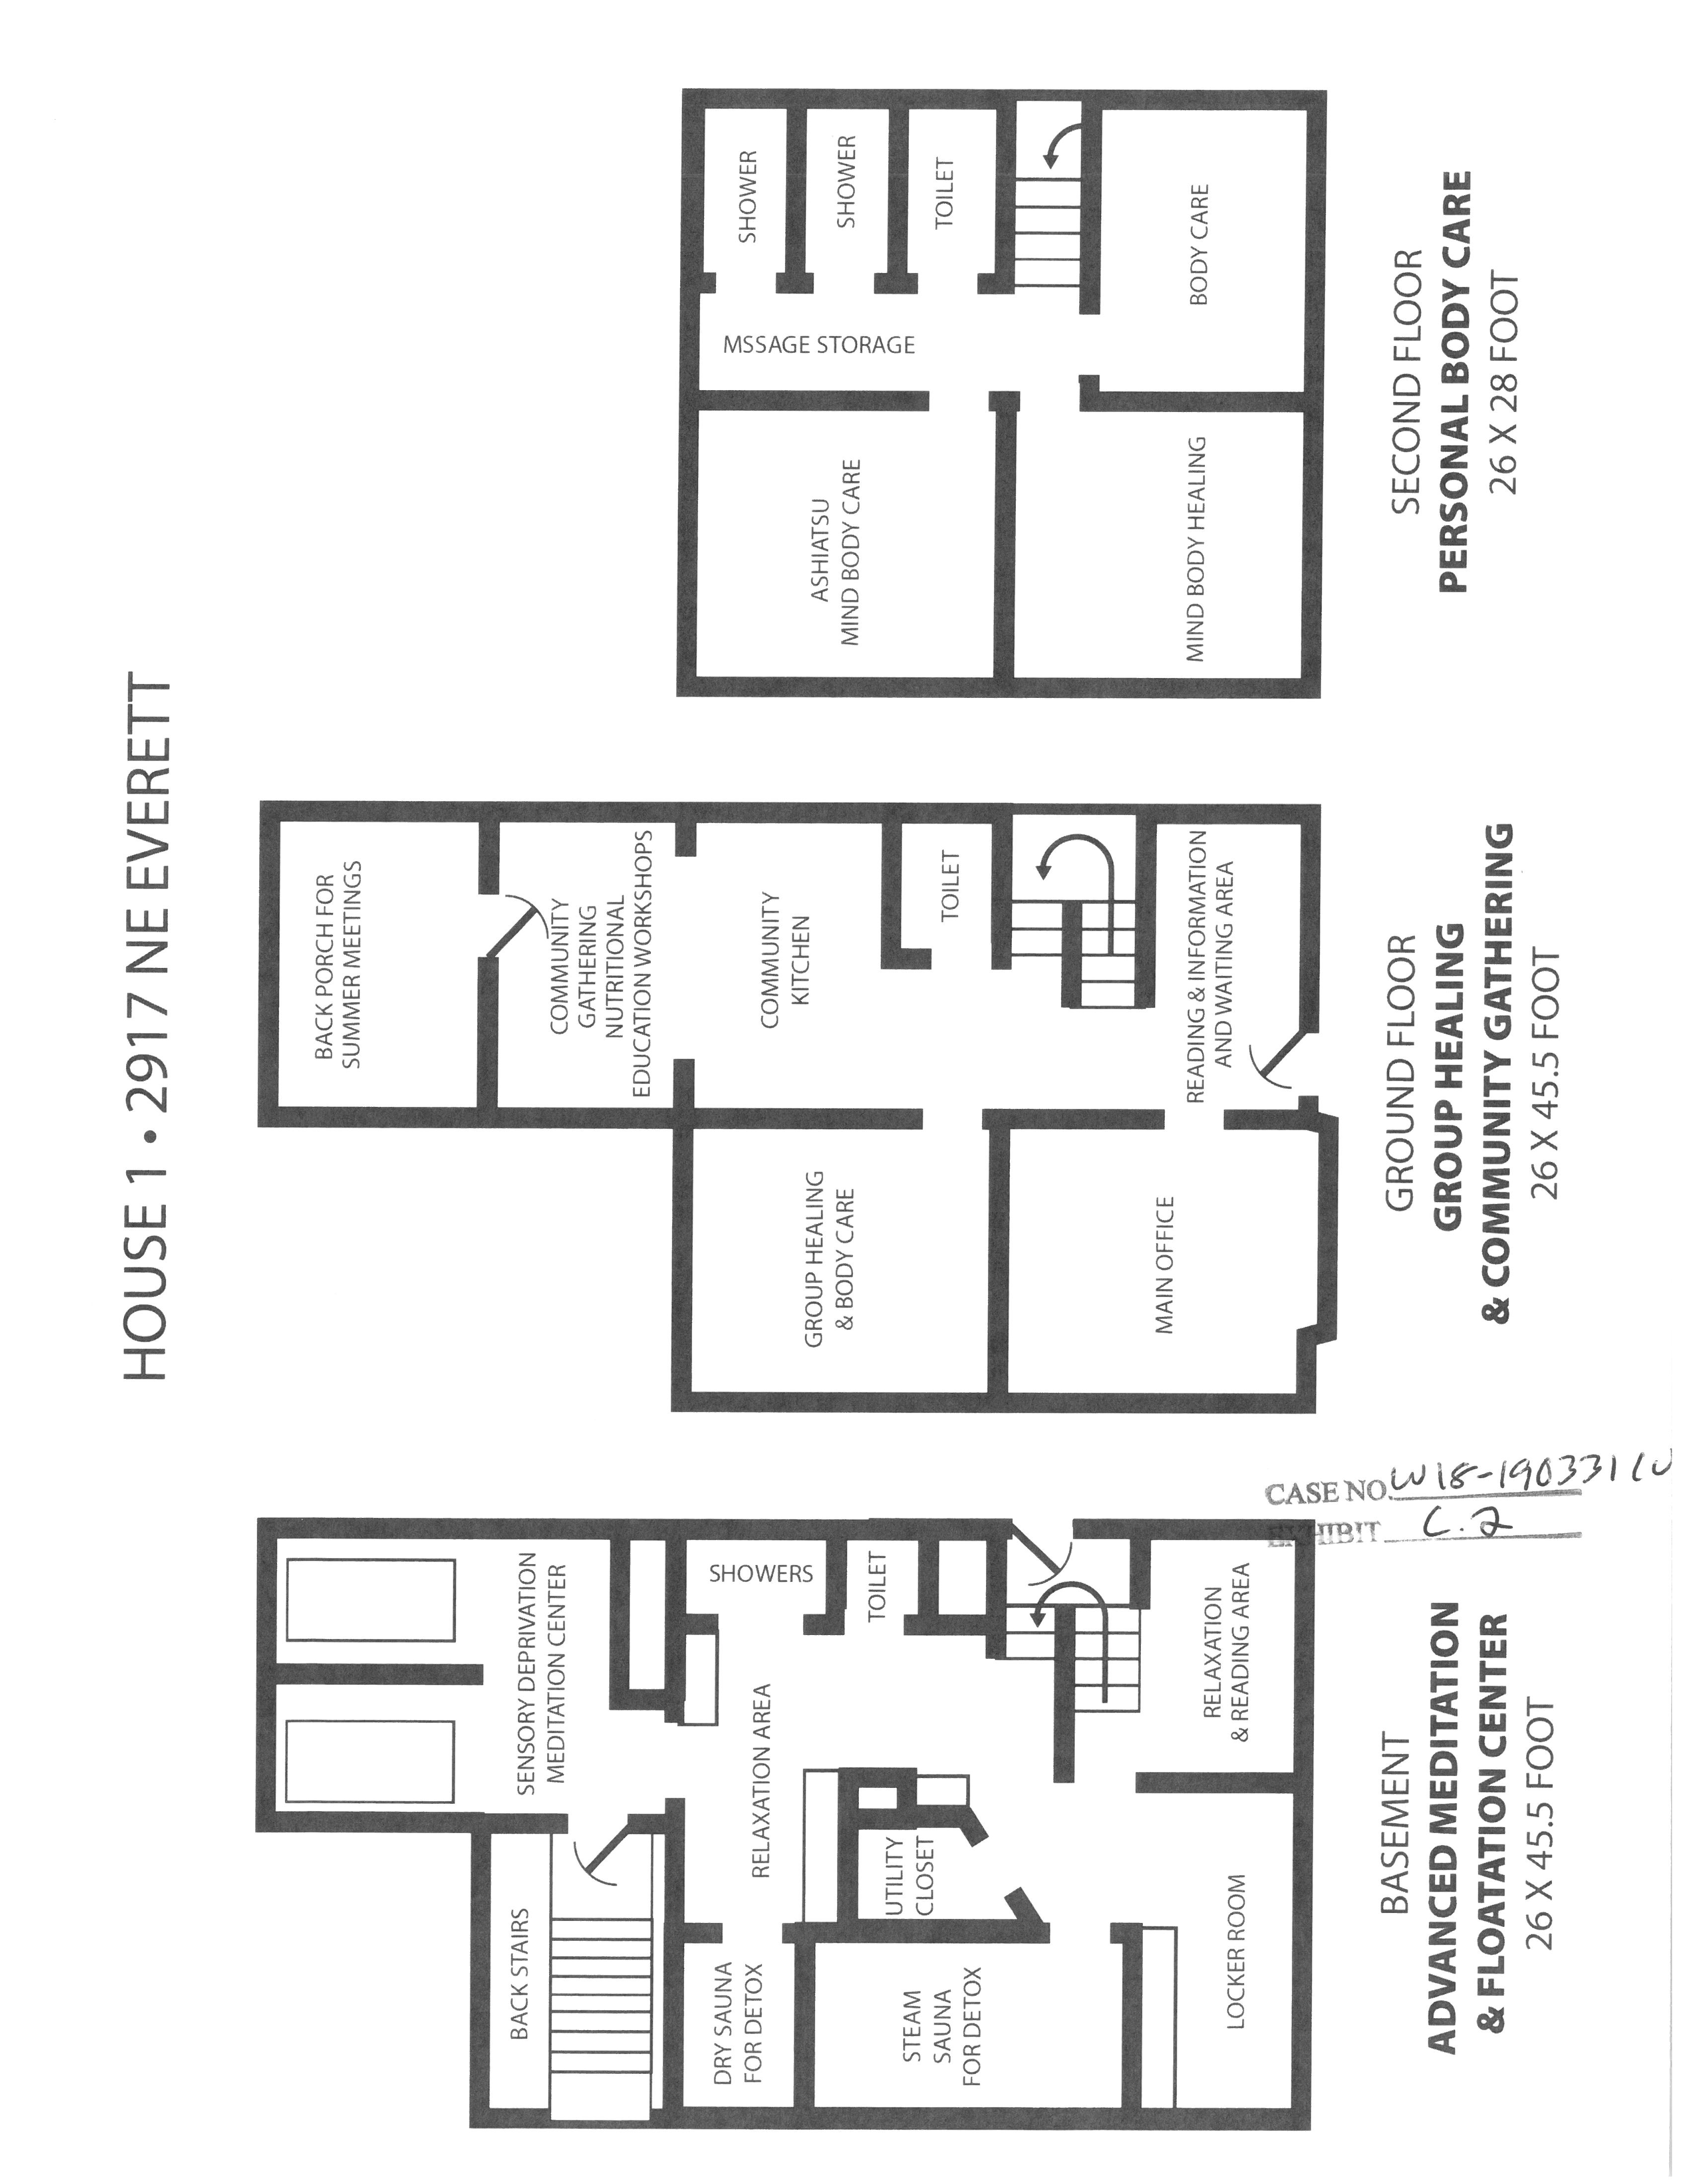 HOUSE 1 • 2917 NE EVERETT
BACK STAIRS
SENSORY DEPRIVATION
MEDITATION CENTER
DRY SAUNA
FOR DETOX
RELAXATION AREA
SHOWERS
TOILET
UTILITY
CLOSET
STEAM
SAUNA
FOR DETOX
LOCKER ROOM
RELAXATION
& READING AREA
BASEMENT
ADVANCED MEDITATION
& FLOATATION CENTER
26 X 45.5 FOOT
BACK PORCH FOR
SUMMER MEETINGS
COMMUNITY
GATHERING
NUTRITIONAL
EDUCATION WORKSHOPS
COMMUNITY
KITCHEN
GROUP HEALING
& BODY CARE
TOILET
MAIN OFFICE
READING & INFORMATION
AND WAITING AREA
GROUND FLOOR
GROUP HEALING
& COMMUNITY GATHERING
26 X 45.5 FOOT
SHOWER
SHOWER
TOILET
MSSAGE STORAGE
ASHIATSU
MIND BODY CARE
MIND BODY HEALING
BODY CARE
SECOND FLOOR
PERSONAL BODY CARE
26 X 28 FOOT
CASE NO.
EXHIBIT C.2